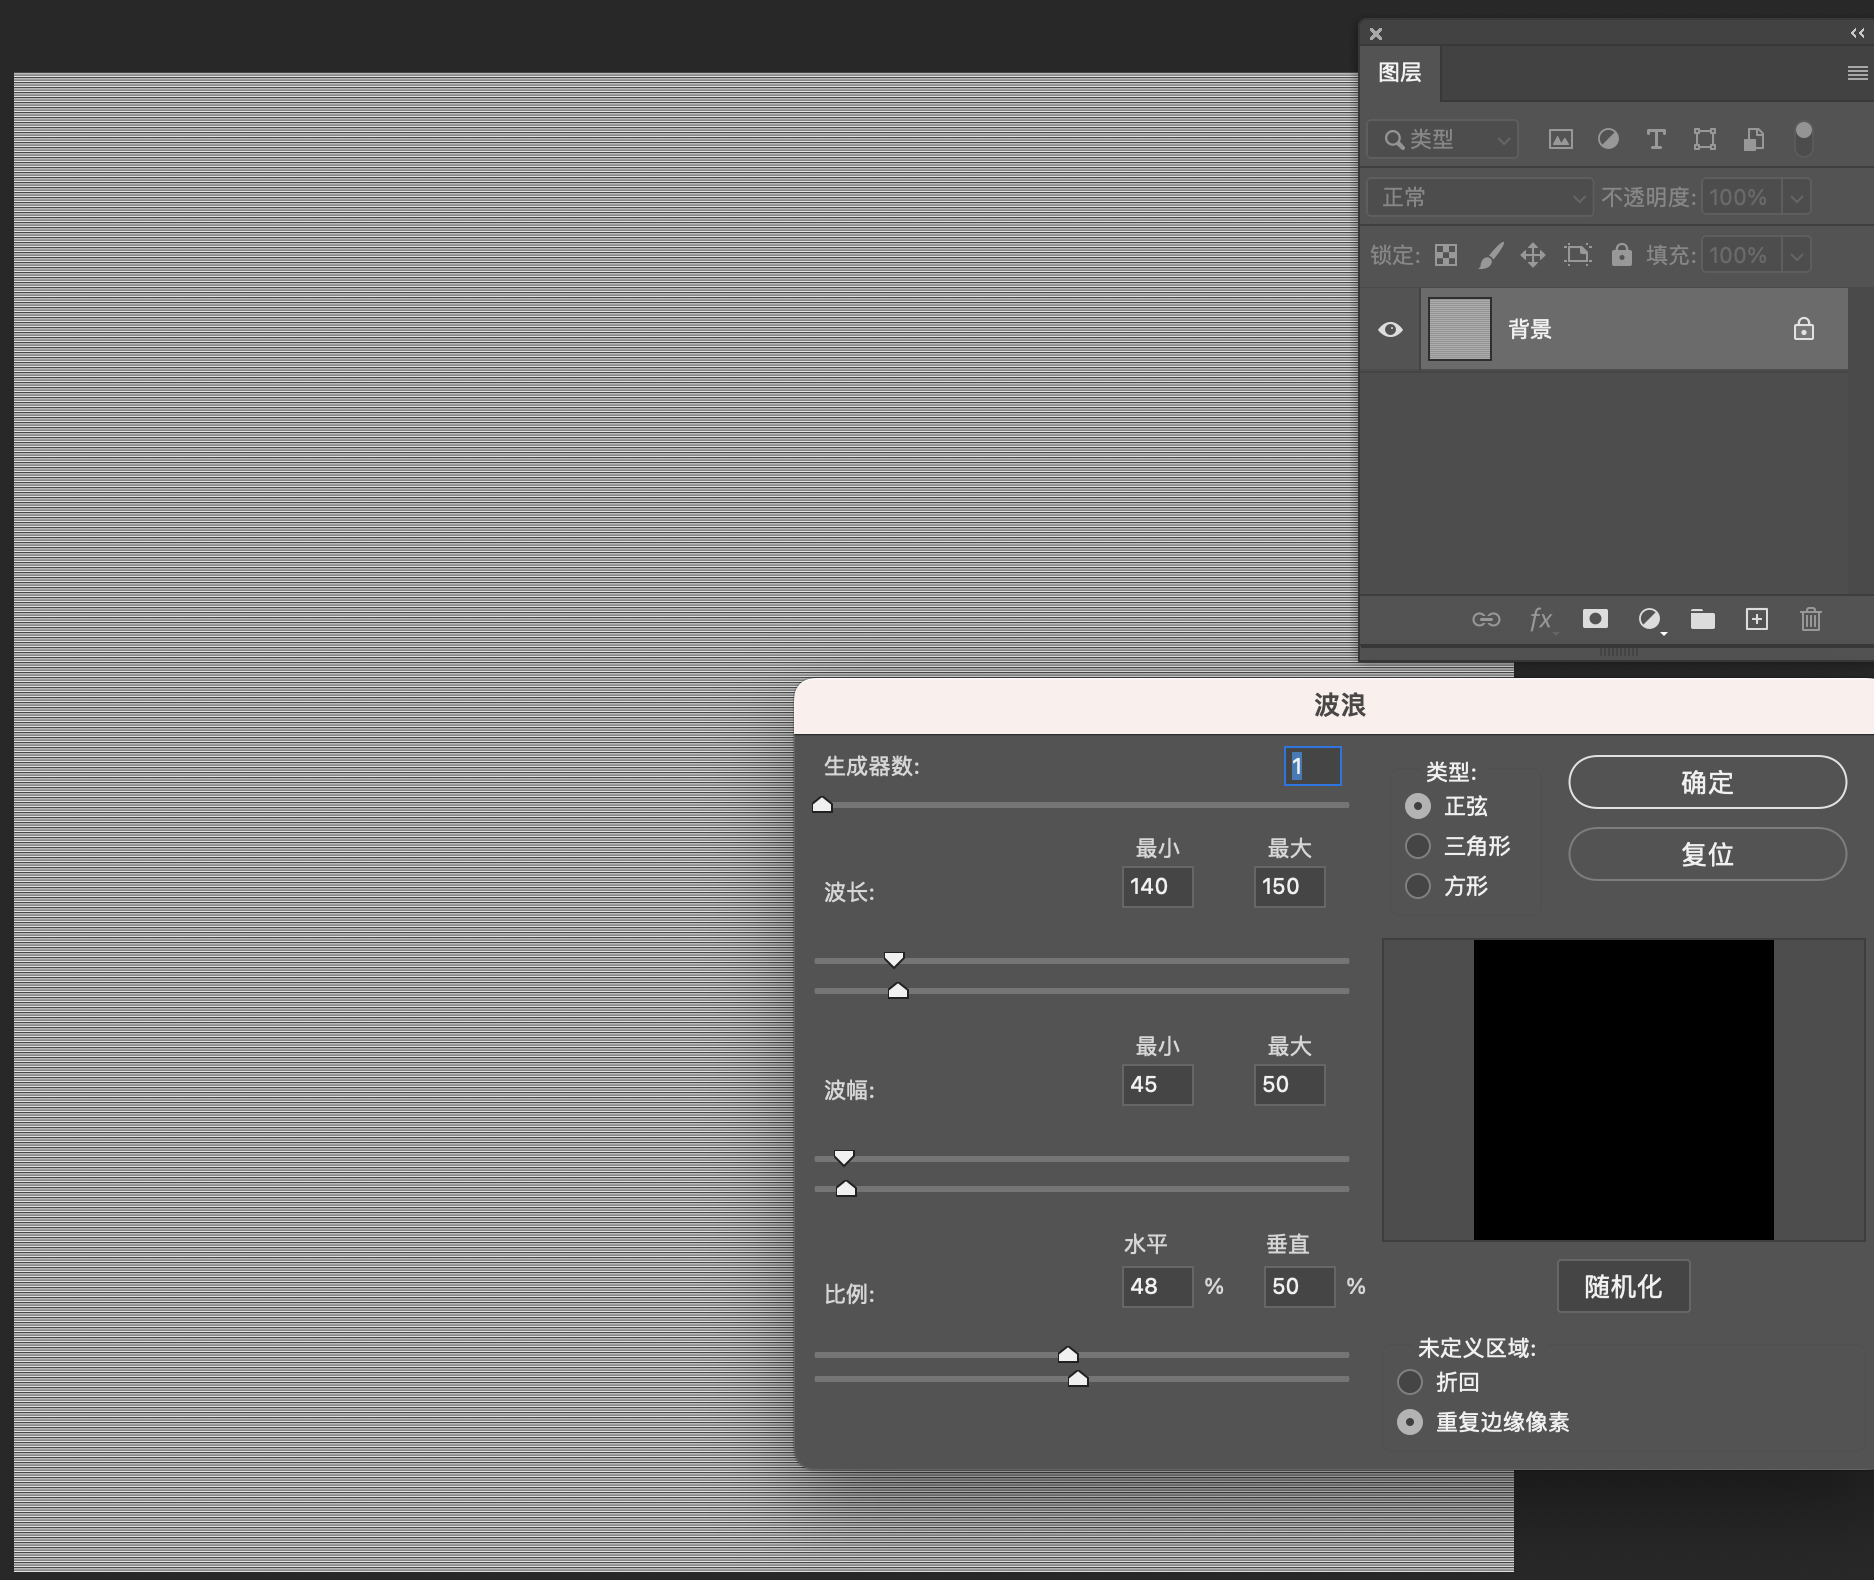 图层
类型
正常 不透明度: 100%
锁定: 填充: 100%
背景
fx
波浪
生成器数: 1
最小 最大
波长: 140 150
最小 最大
波幅: 45 50
水平 垂直
比例: 48 % 50 %
类型:
正弦
三角形
方形
确定
复位
随机化
未定义区域:
折回
重复边缘像素